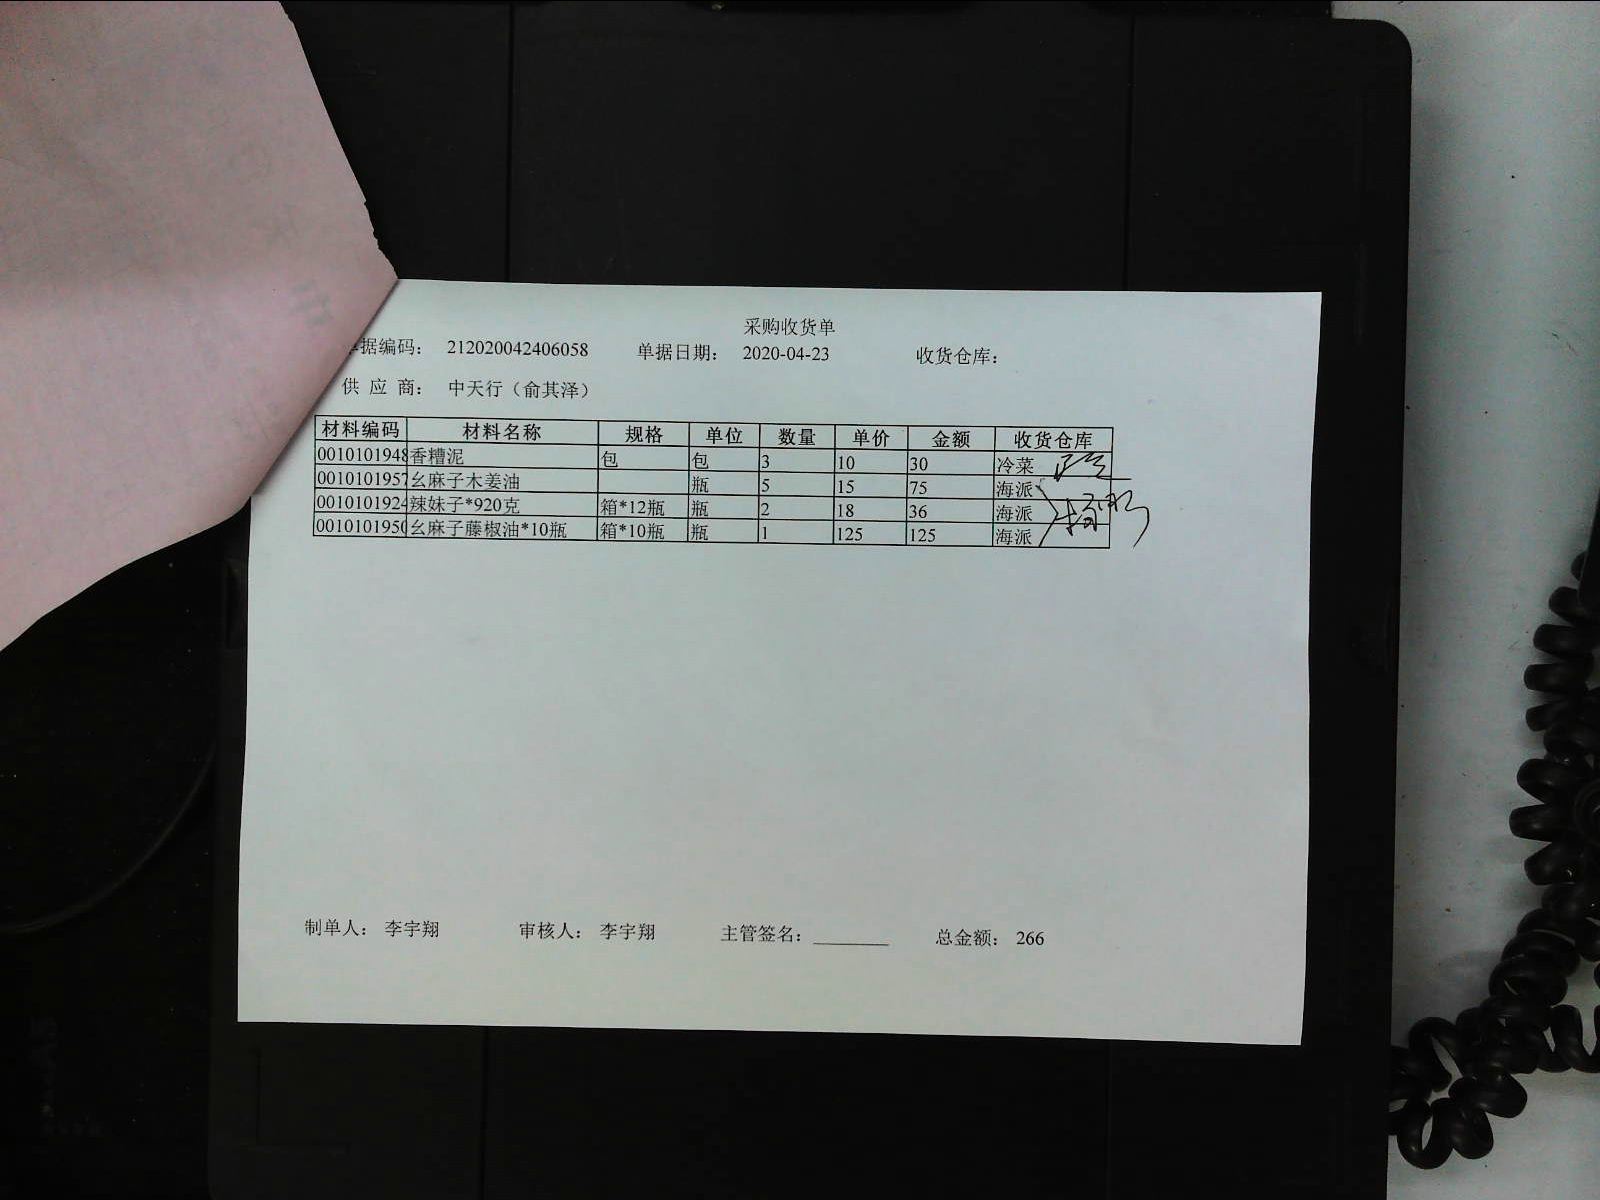 采购收货单
单据编码： 212020042406058 单据日期： 2020-04-23 收货仓库：
供 应 商： 中天行（俞其泽）
材料编码 材料名称 规格 单位 数量 单价 金额 收货仓库
0010101948 香糟泥 包 包 3 10 30 冷菜
0010101957 幺麻子木姜油 瓶 5 15 75 海派
0010101924 辣妹子*920克 箱*12瓶 瓶 2 18 36 海派
0010101950 幺麻子藤椒油*10瓶 箱*10瓶 瓶 1 125 125 海派
制单人： 李宇翔 审核人： 李宇翔 主管签名： 总金额： 266